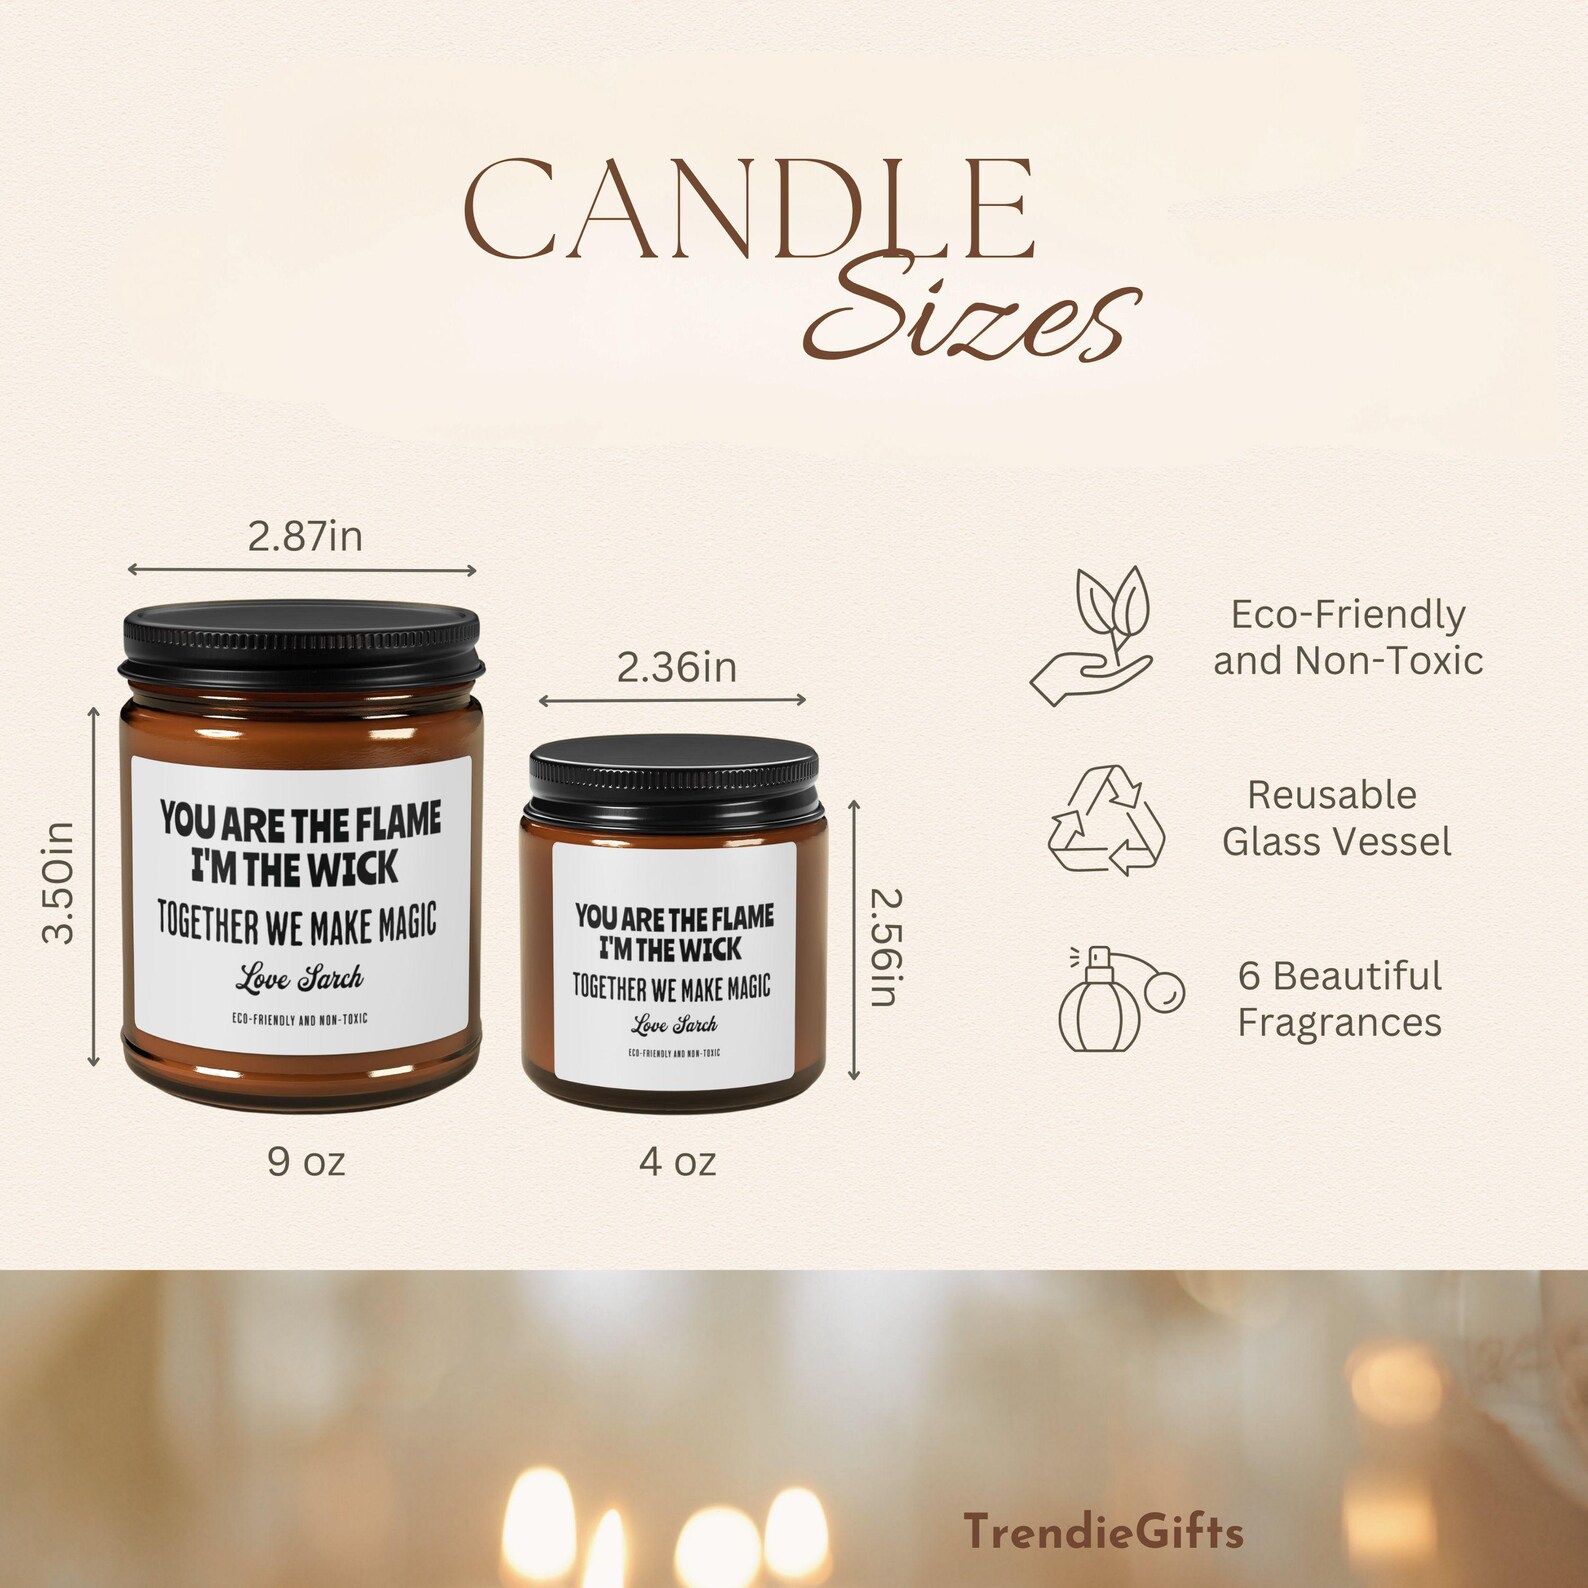 CANDLE
Sizes
2.87in
3.50in
YOU ARE THE FLAME
I'M THE WICK
TOGETHER WE MAKE MAGIC
Love Sarch
ECO-FRIENDLY AND NON-TOXIC
9 oz
2.36in
2.56in
YOU ARE THE FLAME
I'M THE WICK
TOGETHER WE MAKE MAGIC
Love Sarch
ECO-FRIENDLY AND NON-TOXIC
4 oz
Eco-Friendly
and Non-Toxic
Reusable
Glass Vessel
6 Beautiful
Fragrances
TrendieGifts